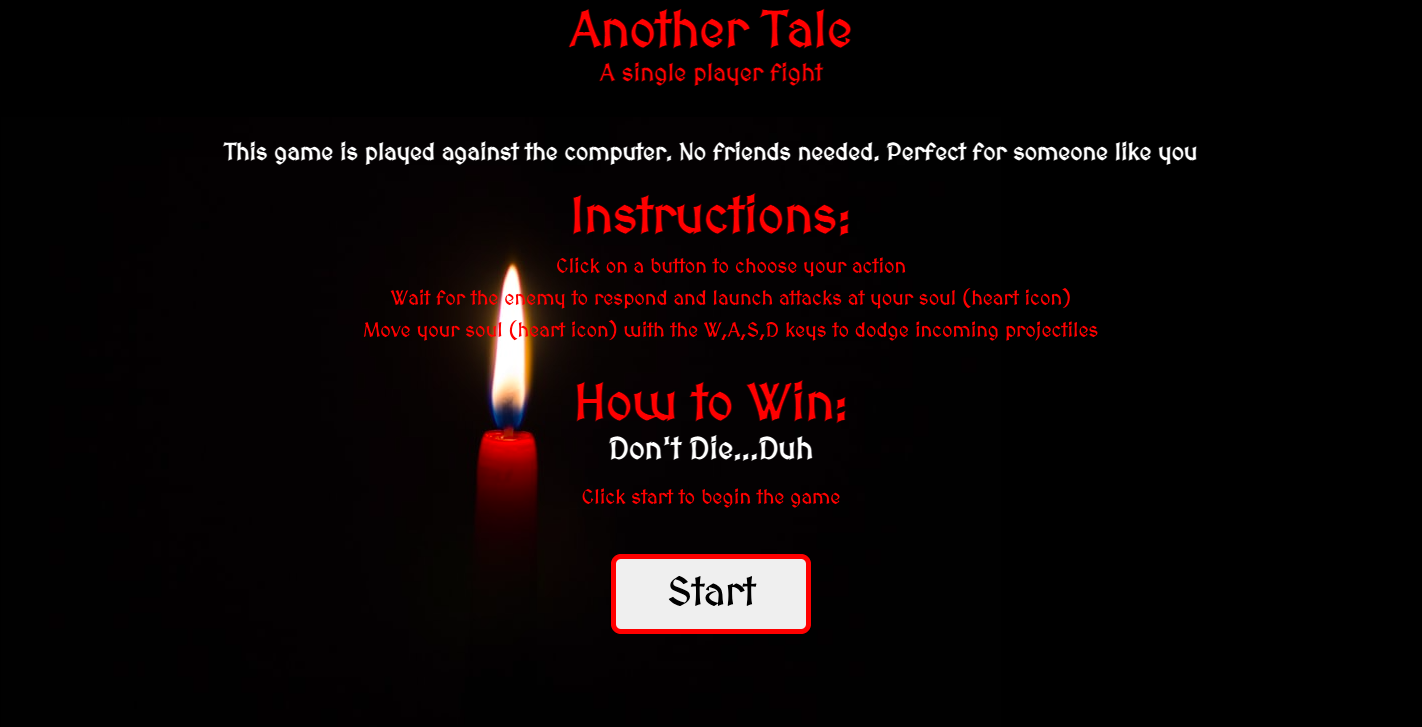 Another Tale
A single player fight
This game is played against the computer. No friends needed. Perfect for someone like you
Instructions:
Click on a button to choose your action
Wait for the enemy to respond and launch attacks at your soul (heart icon)
Move your soul (heart icon) with the W,A,S,D keys to dodge incoming projectiles
How to Win:
Don't Die...Duh
Click start to begin the game
Start